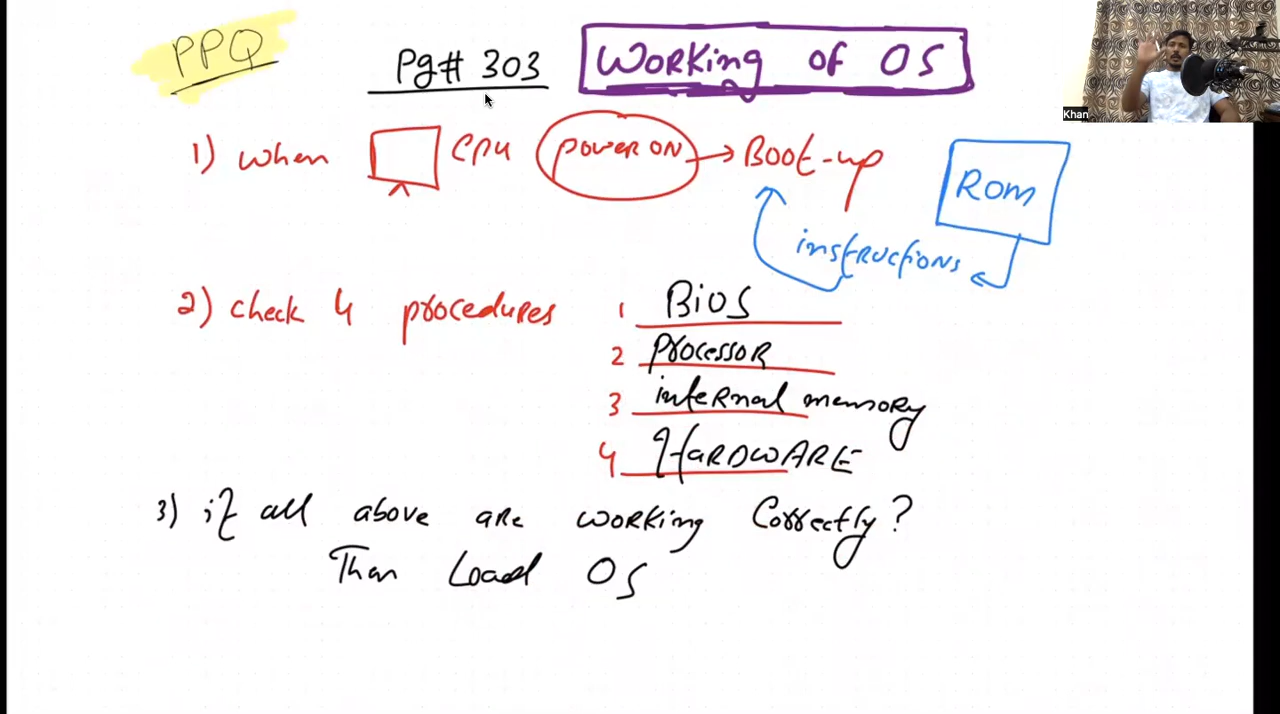 PPQ
Pg# 303
Working of OS
Khan
1) when CPU power ON → Boot-up
ROM
instructions
2) check 4 procedures
1 BiOS
2 processor
3 internal memory
4 HARDWARE
3) if all above are working Correctly?
Then Load OS